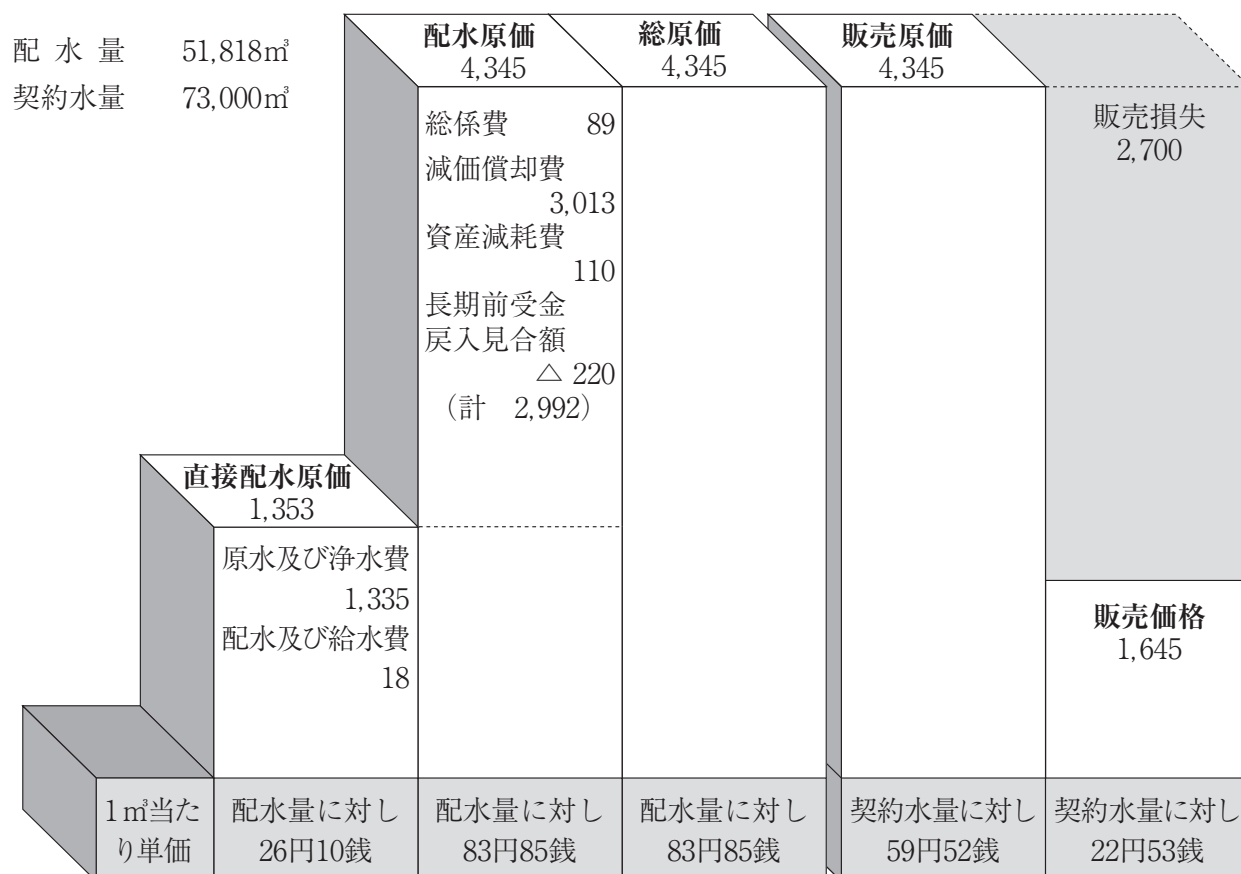 配水量 51,818㎥
契約水量 73,000㎥
配水原価
4,345
総係費 89
減価償却費
3,013
資産減耗費
110
長期前受金
戻入見合額
△ 220
（計 2,992）
総原価
4,345
販売原価
4,345
販売損失
2,700
直接配水原価
1,353
原水及び浄水費
1,335
配水及び給水費
18
販売価格
1,645
1㎥当た
り単価
配水量に対し
26円10銭
配水量に対し
83円85銭
配水量に対し
83円85銭
契約水量に対し
59円52銭
契約水量に対し
22円53銭